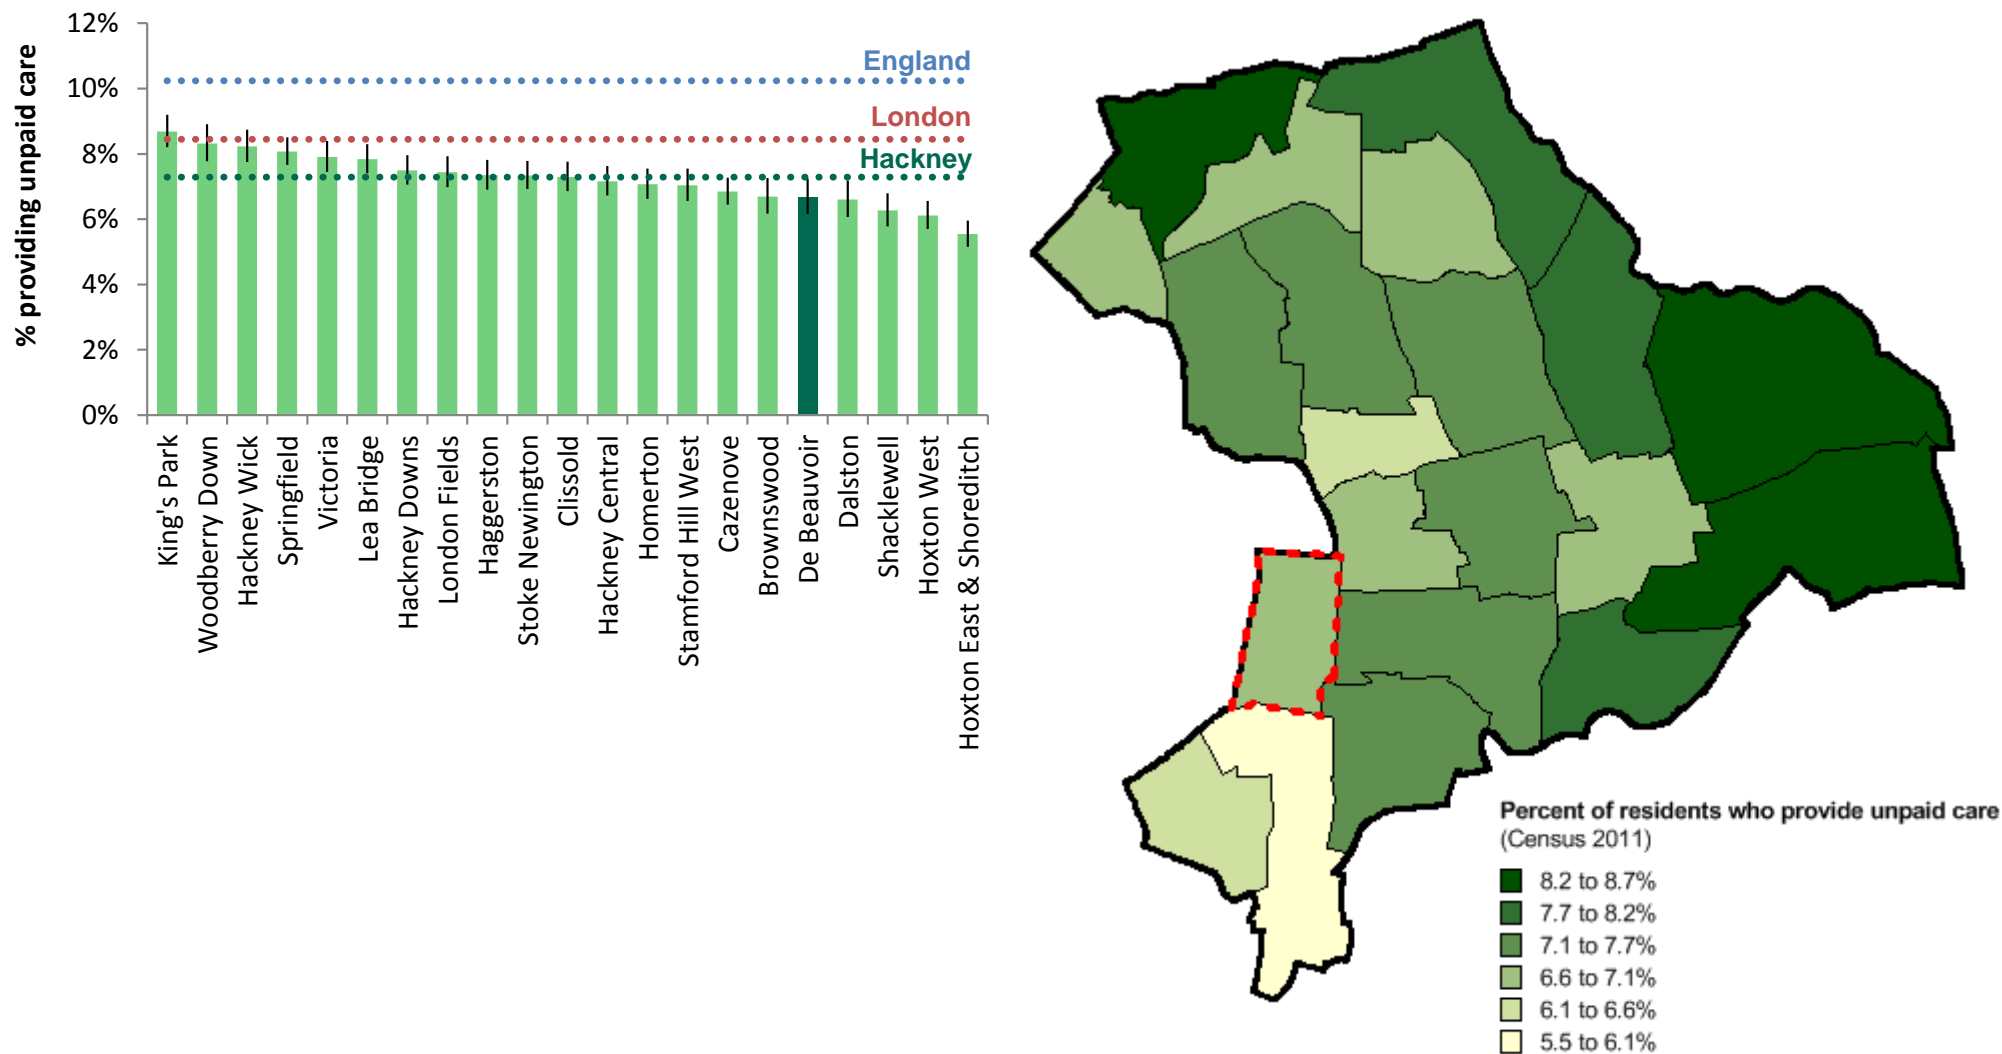 12%
10%
8%
6%
4%
2%
0%
% providing unpaid care
England
London
Hackney
King's Park
Woodberry Down
Hackney Wick
Springfield
Victoria
Lea Bridge
Hackney Downs
London Fields
Haggerston
Stoke Newington
Clissold
Hackney Central
Homerton
Stamford Hill West
Cazenove
Brownswood
De Beauvoir
Dalston
Shacklewell
Hoxton West
Hoxton East & Shoreditch
Percent of residents who provide unpaid care
(Census 2011)
8.2 to 8.7%
7.7 to 8.2%
7.1 to 7.7%
6.6 to 7.1%
6.1 to 6.6%
5.5 to 6.1%